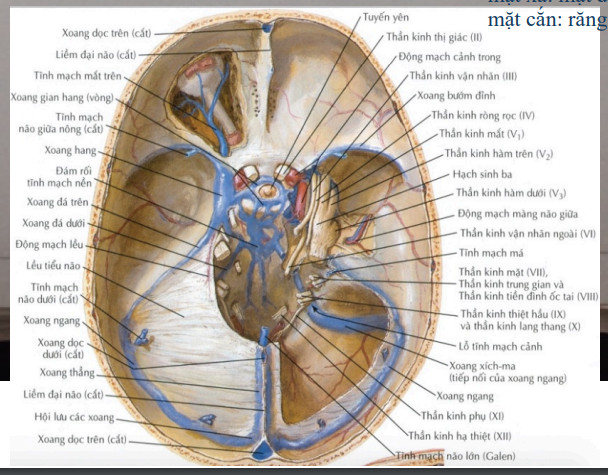 mặt cắn: răng
Xoang dọc trên (cắt)
Liềm đại não (cắt)
Tĩnh mạch mắt trên
Xoang gian hang (vòng)
Tĩnh mạch
não giữa nông (cắt)
Xoang hang
Đám rối
tĩnh mạch nền
Xoang đá trên
Xoang đá dưới
Động mạch lều
Lều tiểu não
Tĩnh mạch
não dưới (cắt)
Xoang ngang
Xoang dọc
dưới (cắt)
Xoang thẳng
Liềm đại não (cắt)
Hội lưu các xoang
Xoang dọc trên (cắt)
Tuyến yên
Thần kinh thị giác (II)
Động mạch cảnh trong
Thần kinh vận nhãn (III)
Xoang bướm đỉnh
Thần kinh ròng rọc (IV)
Thần kinh mắt (V₁)
Thần kinh hàm trên (V₂)
Hạch sinh ba
Thần kinh hàm dưới (V₃)
Động mạch màng não giữa
Thần kinh vận nhãn ngoài (VI)
Tĩnh mạch má
Thần kinh mặt (VII),
Thần kinh trung gian và
Thần kinh tiền đình ốc tai (VIII)
Thần kinh thiệt hầu (IX)
và thần kinh lang thang (X)
Lỗ tĩnh mạch cảnh
Xoang xích-ma
(tiếp nối của xoang ngang)
Xoang ngang
Thần kinh phụ (XI)
Thần kinh hạ thiệt (XII)
Tĩnh mạch não lớn (Galen)